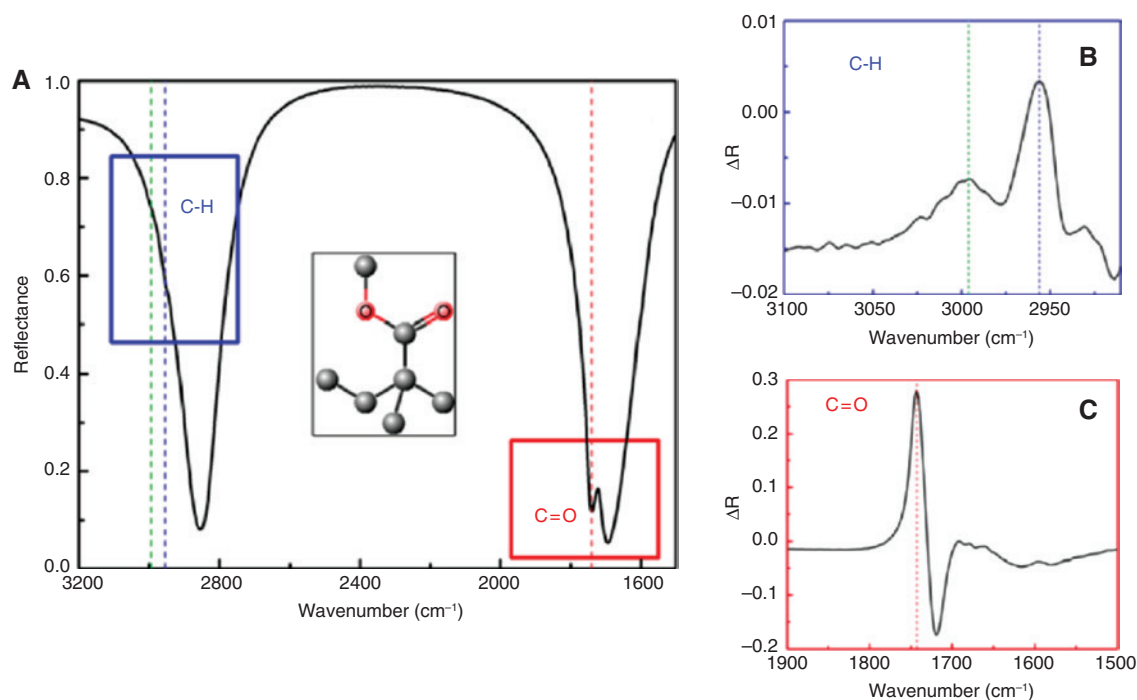 A
1.0
0.8
0.6
0.4
0.2
0.0
Reflectance
C-H
O
O
C=O
3200
2800
2400
2000
1600
Wavenumber (cm⁻¹)
B
C-H
0.01
0.00
–0.01
–0.02
ΔR
3100
3050
3000
2950
Wavenumber (cm⁻¹)
C
C=O
0.3
0.2
0.1
0.0
–0.1
–0.2
ΔR
1900
1800
1700
1600
1500
Wavenumber (cm⁻¹)